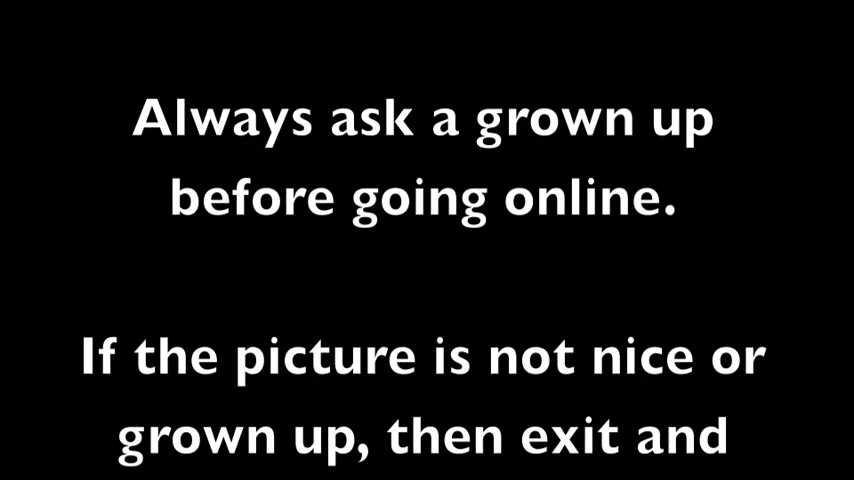 Always ask a grown up
before going online.
If the picture is not nice or
grown up, then exit and